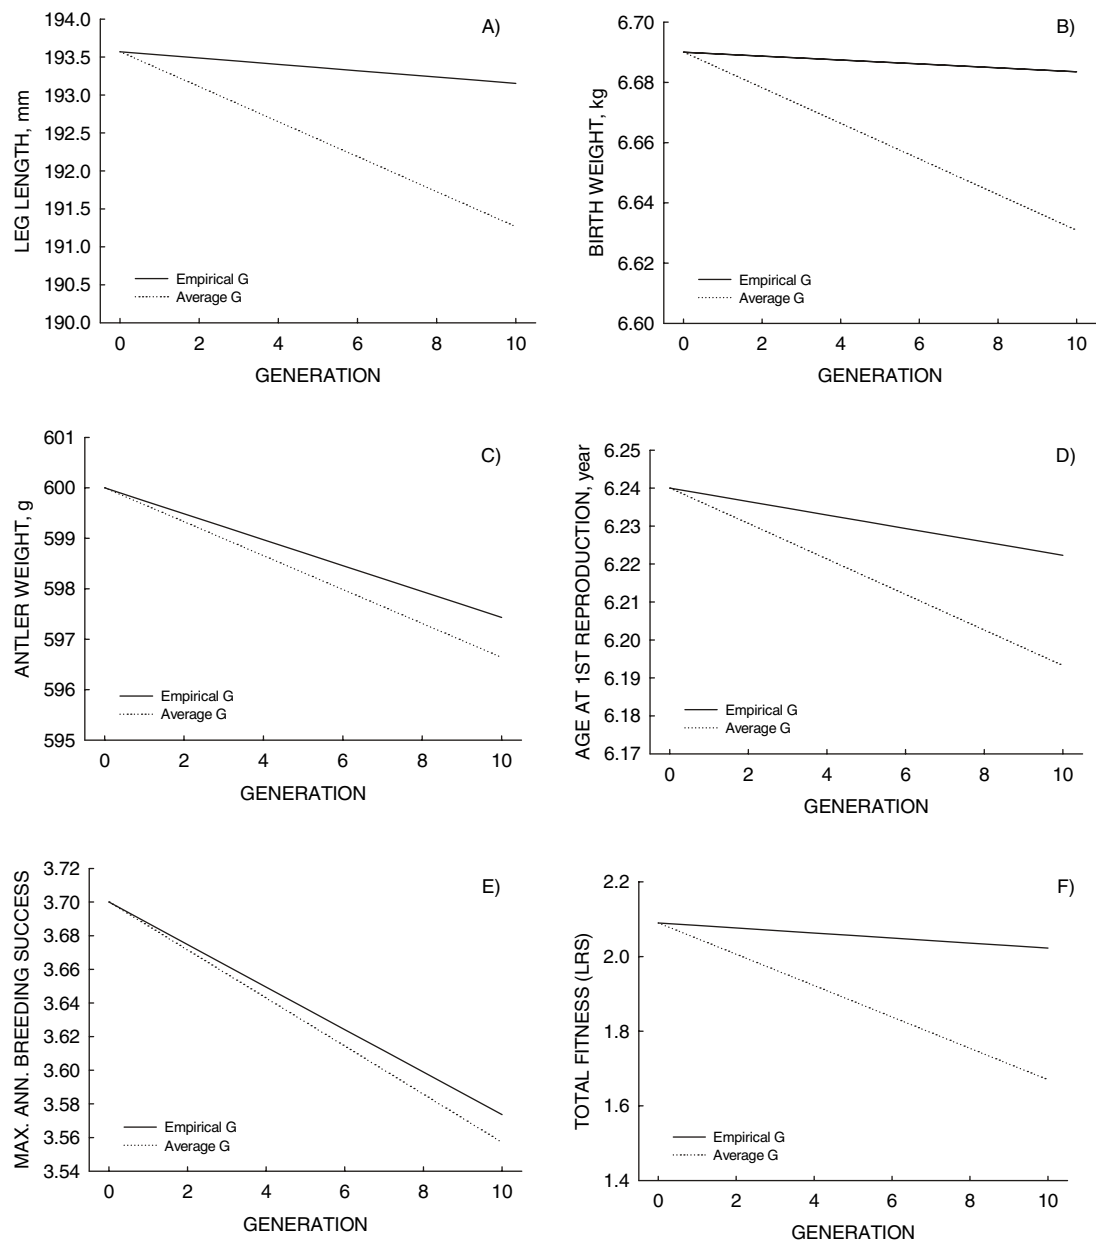 A)
LEG LENGTH, mm
194.0
193.5
193.0
192.5
192.0
191.5
191.0
190.5
190.0
Empirical G
Average G
0 2 4 6 8 10
GENERATION
B)
BIRTH WEIGHT, kg
6.70
6.68
6.66
6.64
6.62
6.60
Empirical G
Average G
0 2 4 6 8 10
GENERATION
C)
ANTLER WEIGHT, g
601
600
599
598
597
596
595
Empirical G
Average G
0 2 4 6 8 10
GENERATION
D)
AGE AT 1ST REPRODUCTION, year
6.25
6.24
6.23
6.22
6.21
6.20
6.19
6.18
6.17
Empirical G
Average G
0 2 4 6 8 10
GENERATION
E)
MAX. ANN. BREEDING SUCCESS
3.72
3.70
3.68
3.66
3.64
3.62
3.60
3.58
3.56
3.54
Empirical G
Average G
0 2 4 6 8 10
GENERATION
F)
TOTAL FITNESS (LRS)
2.2
2.0
1.8
1.6
1.4
Empirical G
Average G
0 2 4 6 8 10
GENERATION